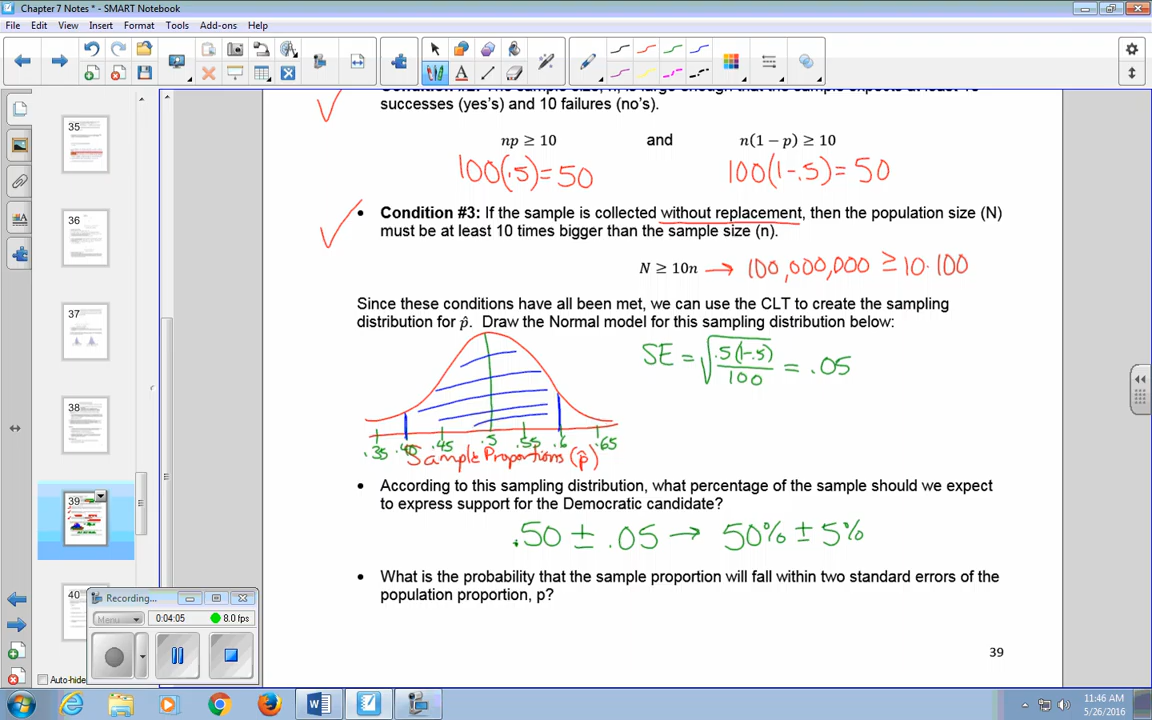 Chapter 7 Notes * - SMART Notebook
File Edit View Insert Format Tools Add-ons Help
successes (yes's) and 10 failures (no's).
np ≥ 10 and n(1 − p) ≥ 10
100(.5)=50 100(1-.5)=50
• Condition #3: If the sample is collected without replacement, then the population size (N)
must be at least 10 times bigger than the sample size (n).
N ≥ 10n → 100,000,000 ≥ 10·100
Since these conditions have all been met, we can use the CLT to create the sampling
distribution for p̂. Draw the Normal model for this sampling distribution below:
SE = √.5(1-.5)/100 = .05
.35 .40 .45 .5 .55 .6 .65
Sample Proportions (p̂)
• According to this sampling distribution, what percentage of the sample should we expect
to express support for the Democratic candidate?
.50 ± .05 → 50% ± 5%
• What is the probability that the sample proportion will fall within two standard errors of the
population proportion, p?
39
35
36
37
38
39
40
Recording...
Menu 0:04:05 8.0 fps
Auto-hide
11:46 AM
5/26/2016